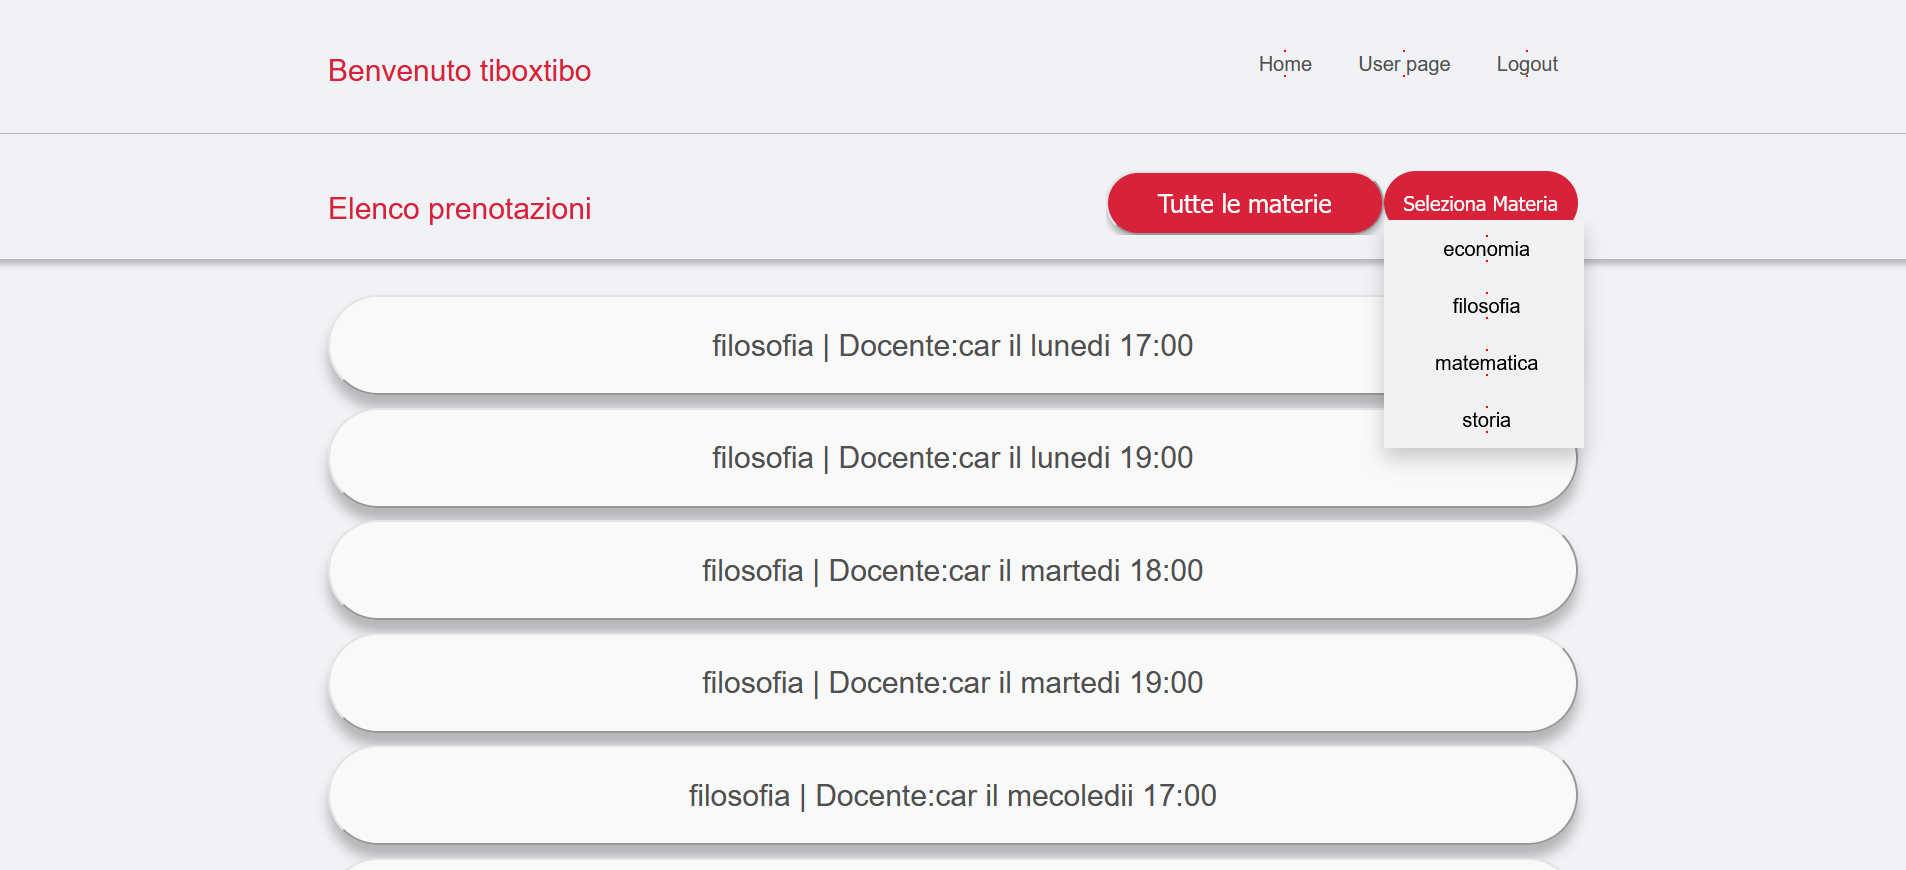 Benvenuto tiboxtibo
Home User page Logout
Elenco prenotazioni
Tutte le materie
Seleziona Materia
economia
filosofia
matematica
storia
filosofia | Docente:car il lunedi 17:00
filosofia | Docente:car il lunedi 19:00
filosofia | Docente:car il martedi 18:00
filosofia | Docente:car il martedi 19:00
filosofia | Docente:car il mecoledii 17:00